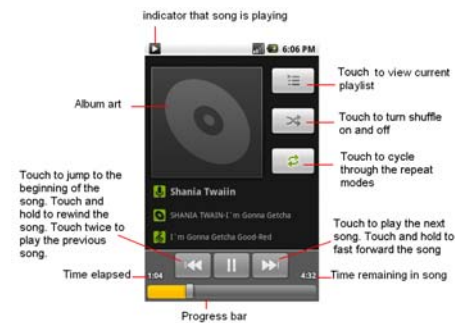 indicator that song is playing
6:06 PM
Touch to view current
playlist
Album art
Touch to turn shuffle
on and off
Touch to cycle
through the repeat
modes
Touch to jump to the
beginning of the
song. Touch and
hold to rewind the
song. Touch twice to
play the previous
song.
Shania Twaiin
SHANIA TWAIN-I`m Gonna Getcha
I`m Gonna Getcha Good-Red
Touch to play the next
song. Touch and hold to
fast forward the song
Time elapsed
1:04
4:32
Time remaining in song
Progress bar